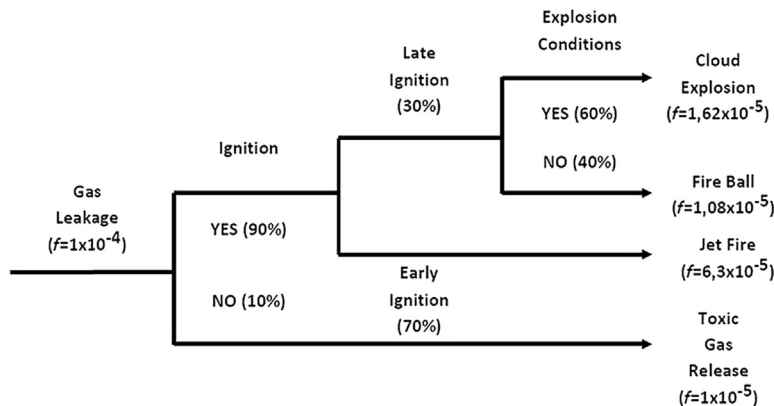 Explosion
Conditions
Late
Ignition
(30%)
Cloud
Explosion
(f=1,62x10-5)
YES (60%)
Ignition
NO (40%)
Gas
Leakage
(f=1x10-4)
Fire Ball
(f=1,08x10-5)
YES (90%)
Jet Fire
(f=6,3x10-5)
Early
Ignition
(70%)
NO (10%)
Toxic
Gas
Release
(f=1x10-5)